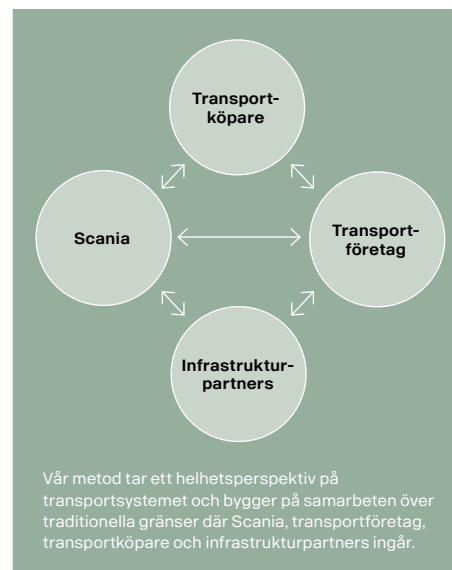 Transport-
köpare
Scania
Transport-
företag
Infrastruktur-
partners
Vår metod tar ett helhetsperspektiv på
transportsystemet och bygger på samarbeten över
traditionella gränser där Scania, transportföretag,
transportköpare och infrastrukturpartners ingår.